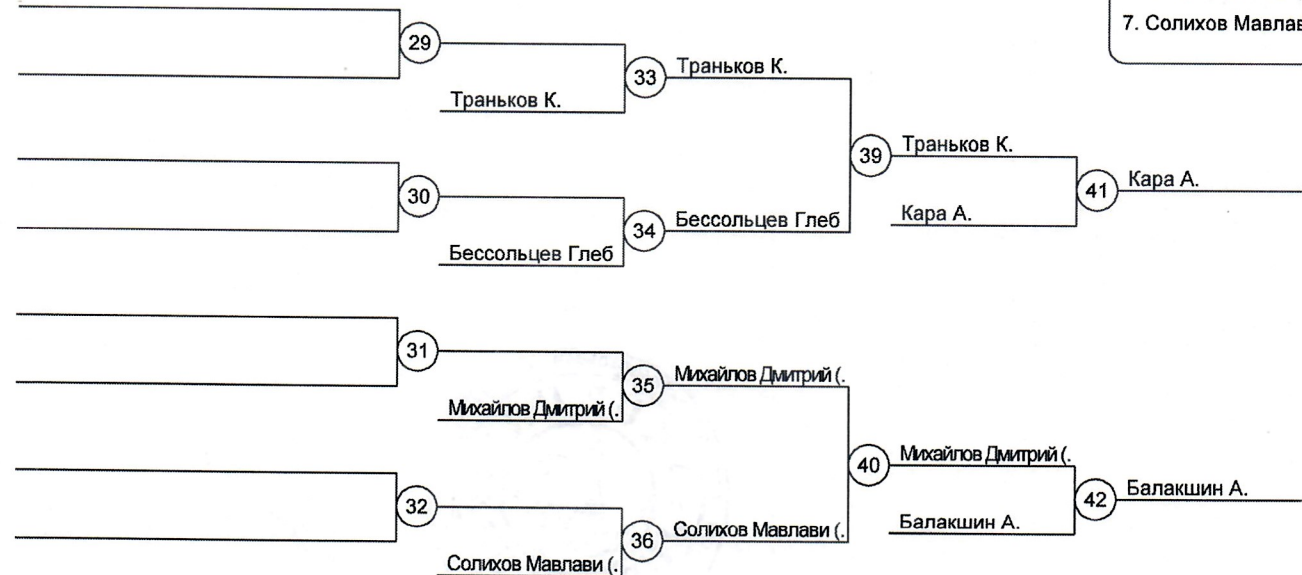 7. Солихов Мавлав
29
33
Траньков К.
Траньков К.
39
Траньков К.
30
41
Кара А.
34
Бессольцев Глеб
Кара А.
Бессольцев Глеб
31
35
Михайлов Дмитрий (.
Михайлов Дмитрий (.
40
Михайлов Дмитрий (.
32
42
Балакшин А.
36
Солихов Мавлави (.
Балакшин А.
Солихов Мавлави (.